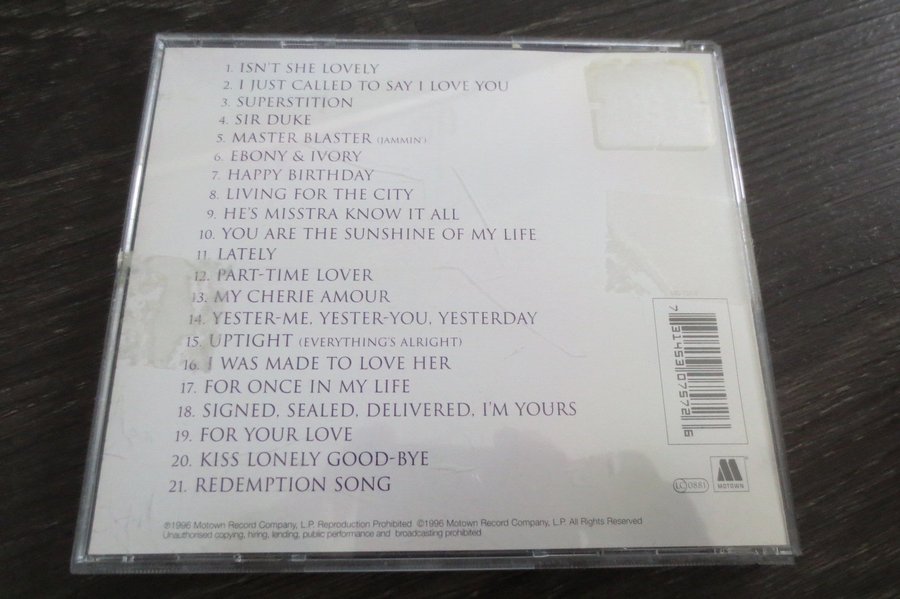 1. ISN'T SHE LOVELY
2. I JUST CALLED TO SAY I LOVE YOU
3. SUPERSTITION
4. SIR DUKE
5. MASTER BLASTER (JAMMIN')
6. EBONY & IVORY
7. HAPPY BIRTHDAY
8. LIVING FOR THE CITY
9. HE'S MISSTRA KNOW IT ALL
10. YOU ARE THE SUNSHINE OF MY LIFE
11. LATELY
12. PART-TIME LOVER
13. MY CHERIE AMOUR
14. YESTER-ME, YESTER-YOU, YESTERDAY
15. UPTIGHT (EVERYTHING'S ALRIGHT)
16. I WAS MADE TO LOVE HER
17. FOR ONCE IN MY LIFE
18. SIGNED, SEALED, DELIVERED, I'M YOURS
19. FOR YOUR LOVE
20. KISS LONELY GOOD-BYE
21. REDEMPTION SONG
7 31453 07572 6
LC 0881
MOTOWN
℗1996 Motown Record Company, L.P. Reproduction Prohibited ©1996 Motown Record Company, L.P. All Rights Reserved
Unauthorised copying, hiring, lending, public performance and broadcasting prohibited